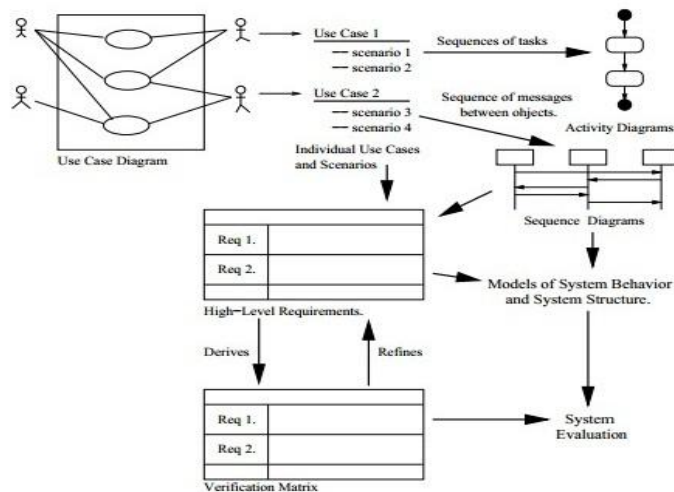 Use Case 1
— scenario 1
— scenario 2
Sequences of tasks
Use Case 2
— scenario 3
— scenario 4
Sequence of messages
between objects.
Activity Diagrams
Use Case Diagram
Individual Use Cases
and Scenarios
Sequence Diagrams
Req 1.
Req 2.
High-Level Requirements.
Models of System Behavior
and System Structure.
Derives
Refines
Req 1.
Req 2.
System
Evaluation
Verification Matrix